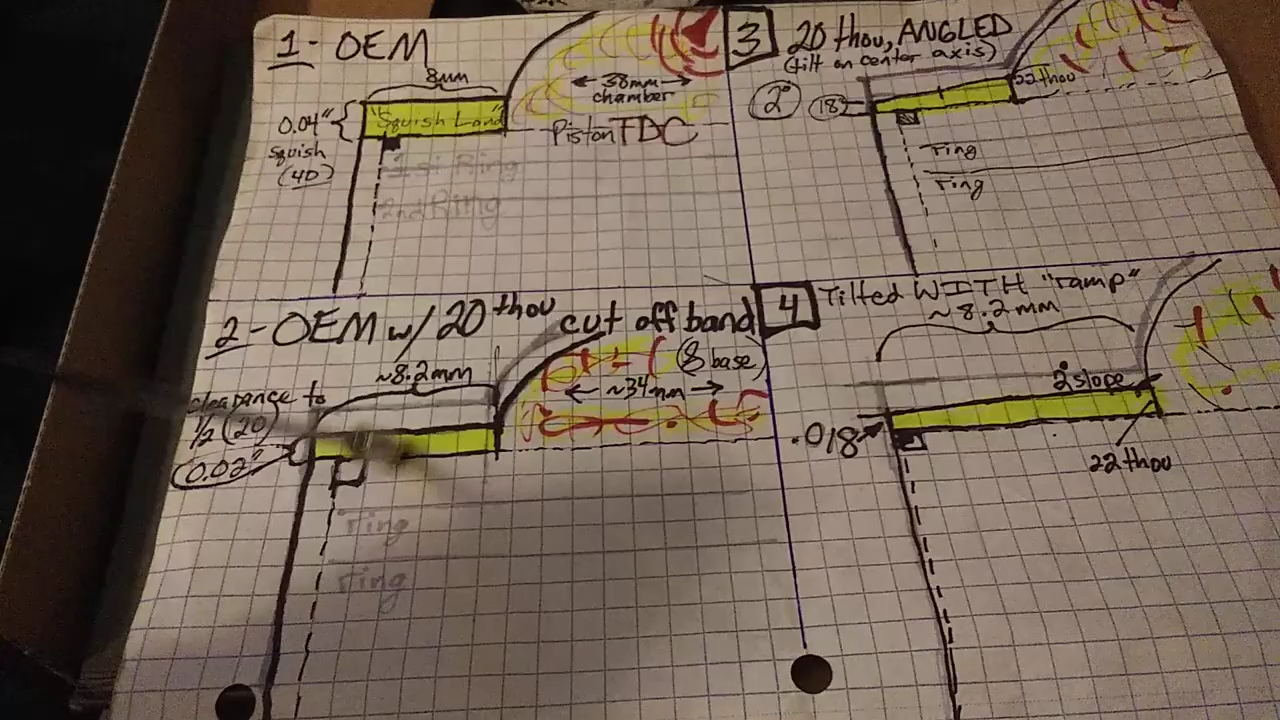 1- OEM
8mm
0.04"
squish
(40)
"Squish Land"
38mm
chamber
Piston TDC
1st Ring
2nd Ring
3 20 thou, ANGLED
(tilt on center axis)
2°
18
22 thou
ring
ring
2- OEM w/ 20 thou cut off band
(& base)
~8.2mm
~34mm
clearance to
1/2 (20)
0.02"
ring
ring
4 Tilted WITH "ramp"
~8.2mm
2° slope
.018
22 thou